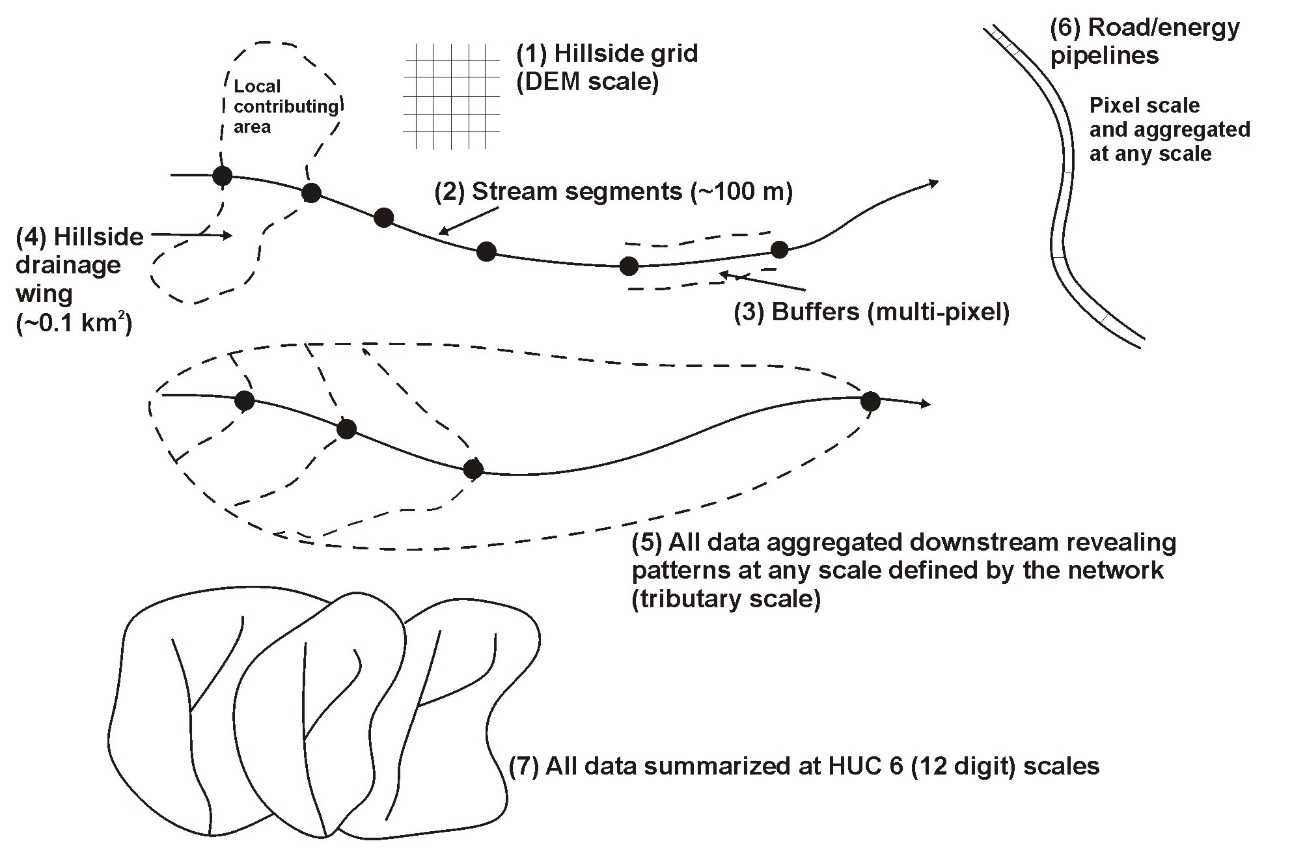 (1) Hillside grid
(DEM scale)
(6) Road/energy
pipelines
Pixel scale
and aggregated
at any scale
Local
contributing
area
(2) Stream segments (~100 m)
(4) Hillside
drainage
wing
(~0.1 km²)
(3) Buffers (multi-pixel)
(5) All data aggregated downstream revealing
patterns at any scale defined by the network
(tributary scale)
(7) All data summarized at HUC 6 (12 digit) scales